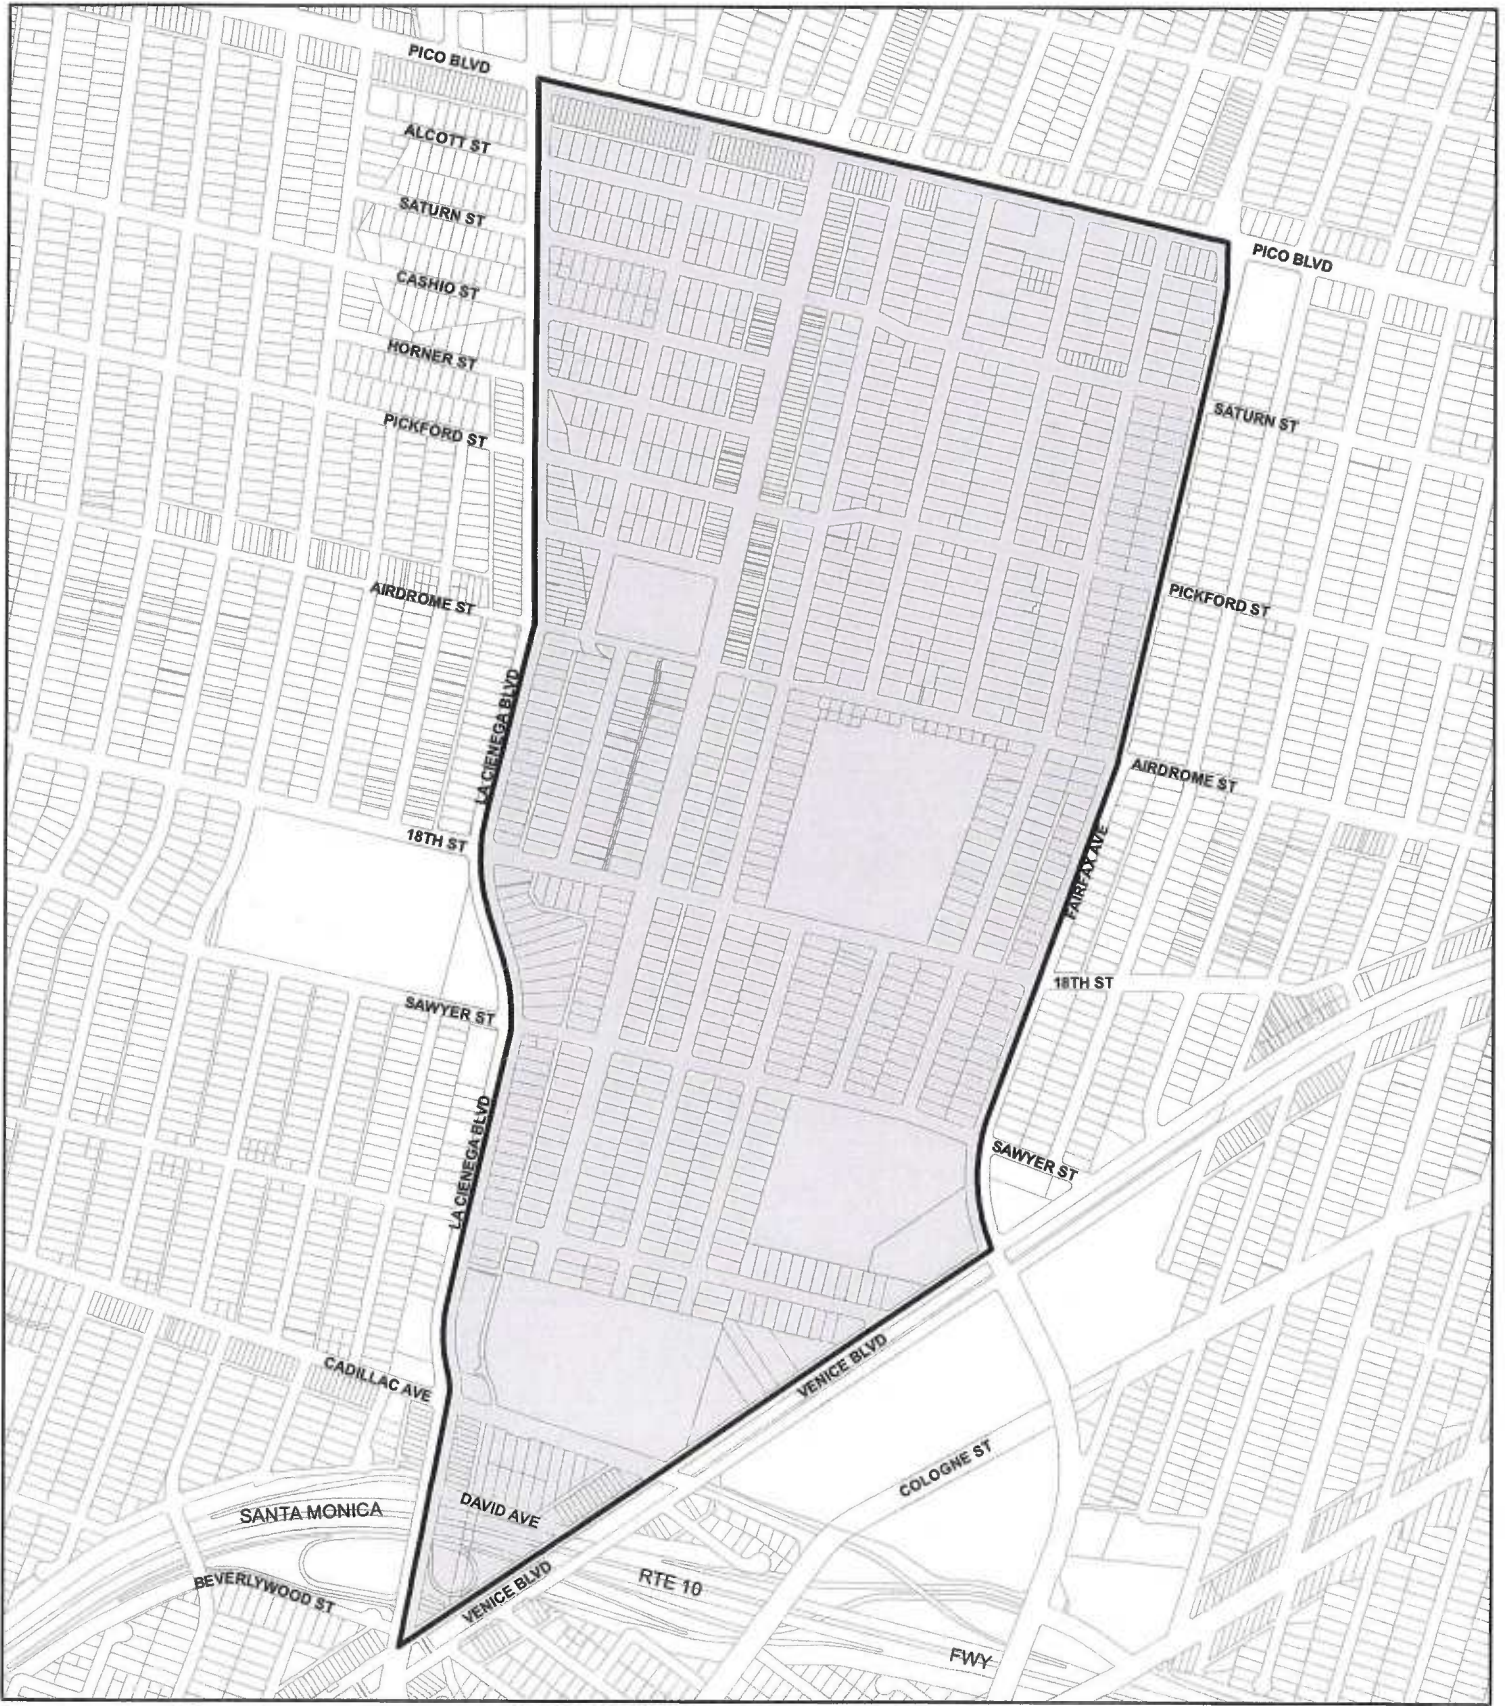 PICO BLVD
ALCOTT ST
SATURN ST
PICO BLVD
CASHIO ST
HORNER ST
SATURN ST
PICKFORD ST
AIRDROME ST
PICKFORD ST
LA CIENEGA BLVD
AIRDROME ST
18TH ST
FAIRFAX AVE
18TH ST
SAWYER ST
LA CIENEGA BLVD
SAWYER ST
CADILLAC AVE
VENICE BLVD
COLOGNE ST
SANTA MONICA
DAVID AVE
BEVERLYWOOD ST
VENICE BLVD
RTE 10
FWY